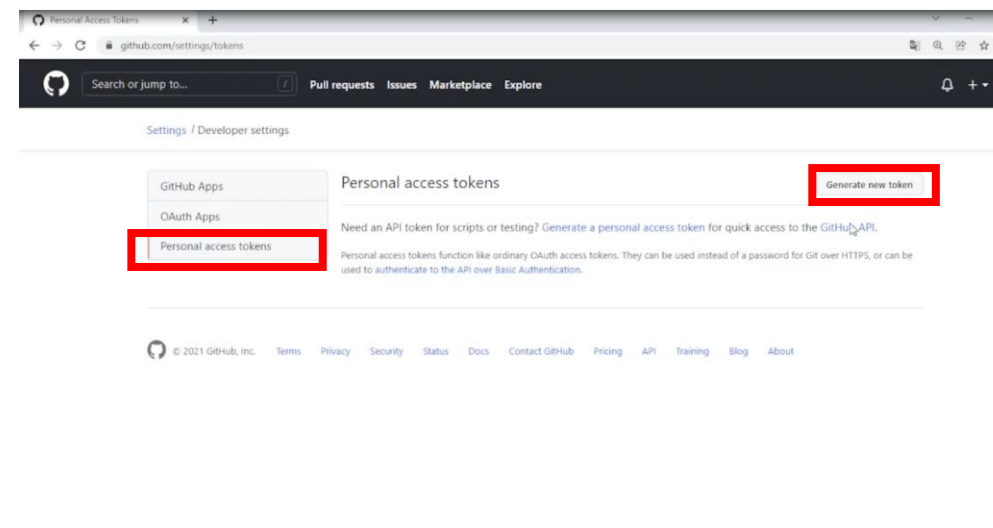 Personal Access Tokens
github.com/settings/tokens
Search or jump to...
/
Pull requests Issues Marketplace Explore
Settings / Developer settings
GitHub Apps
OAuth Apps
Personal access tokens
Personal access tokens
Generate new token
Need an API token for scripts or testing? Generate a personal access token for quick access to the GitHub API.
Personal access tokens function like ordinary OAuth access tokens. They can be used instead of a password for Git over HTTPS, or can be
used to authenticate to the API over Basic Authentication.
© 2021 GitHub, Inc. Terms Privacy Security Status Docs Contact GitHub Pricing API Training Blog About